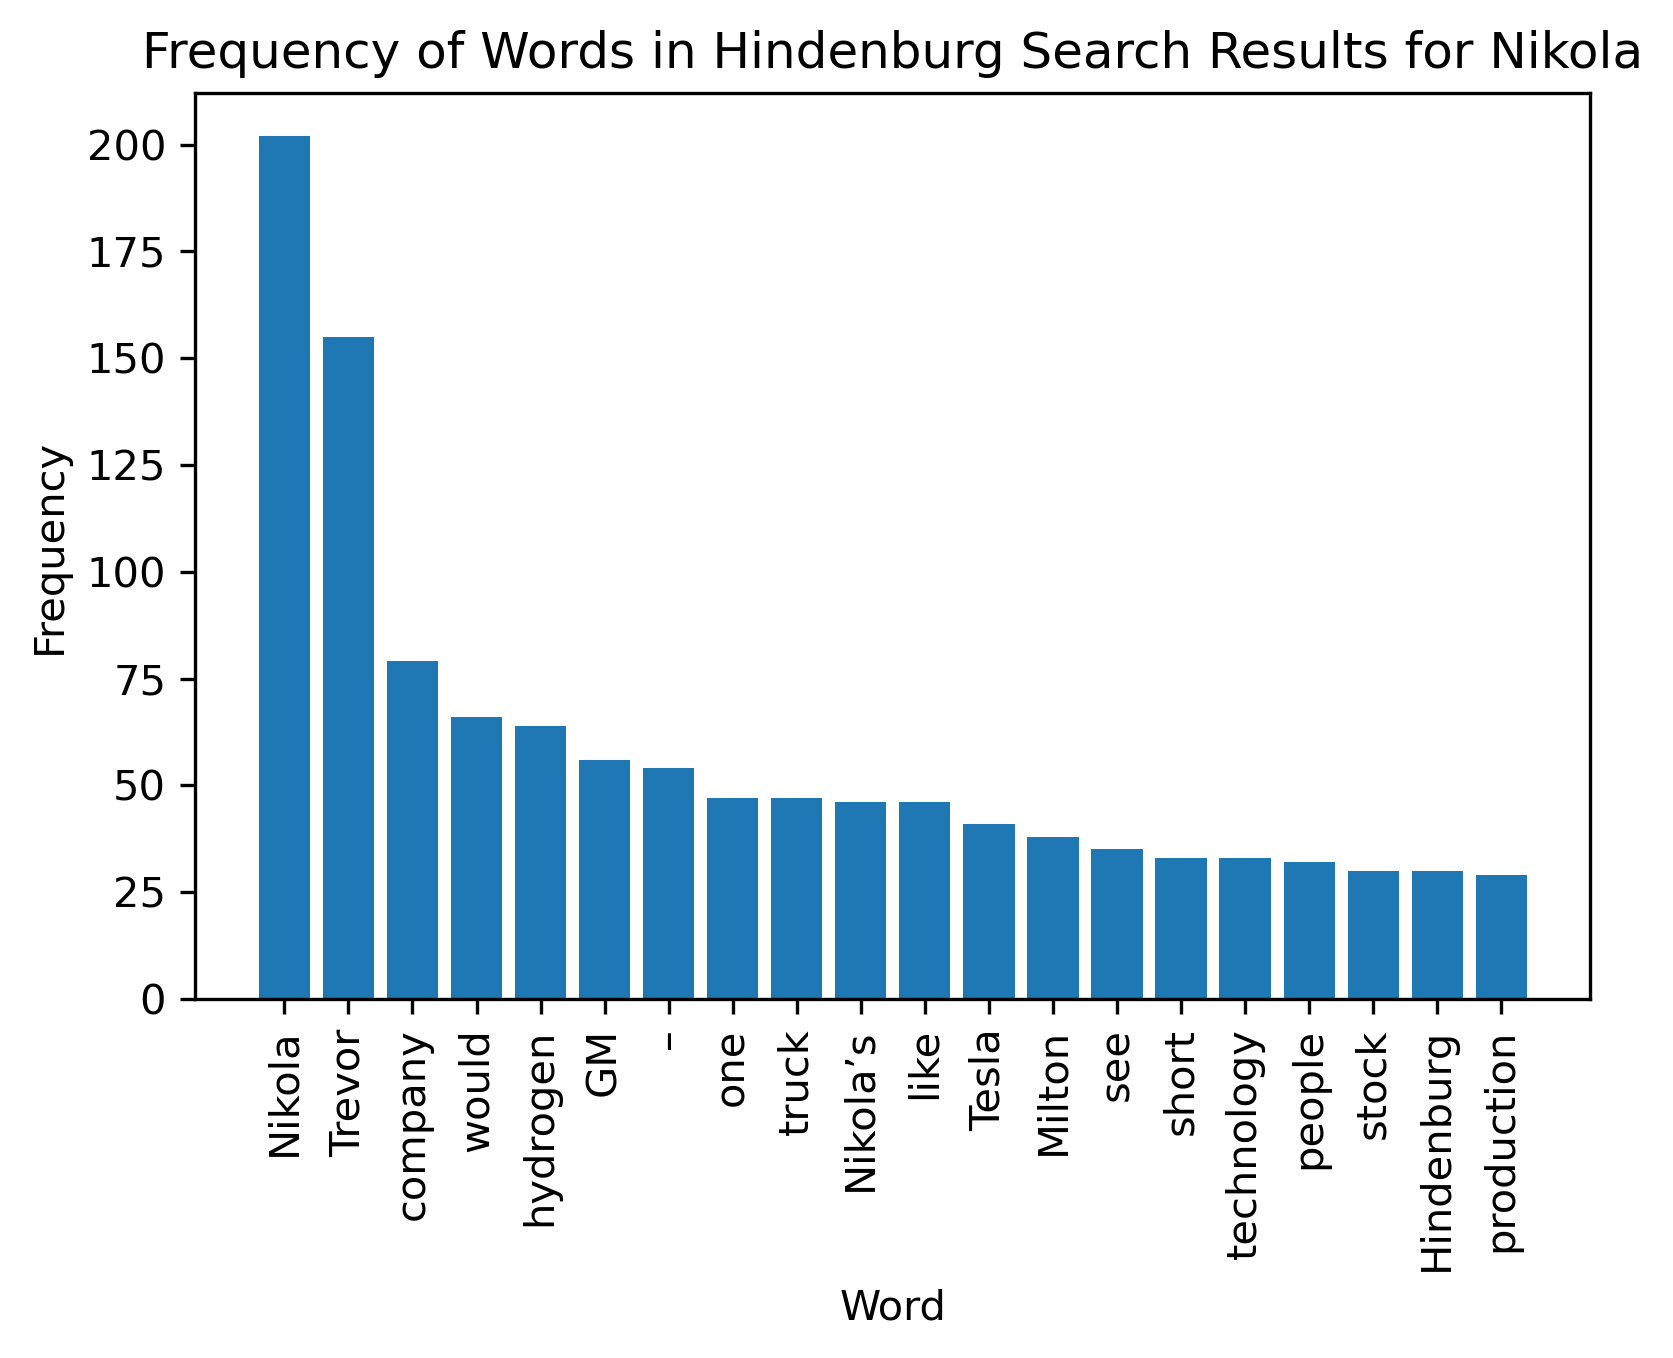 Frequency of Words in Hindenburg Search Results for Nikola
Frequency
200
175
150
125
100
75
50
25
0
Nikola
Trevor
company
would
hydrogen
GM
–
one
truck
Nikola’s
like
Tesla
Milton
see
short
technology
people
stock
Hindenburg
production
Word